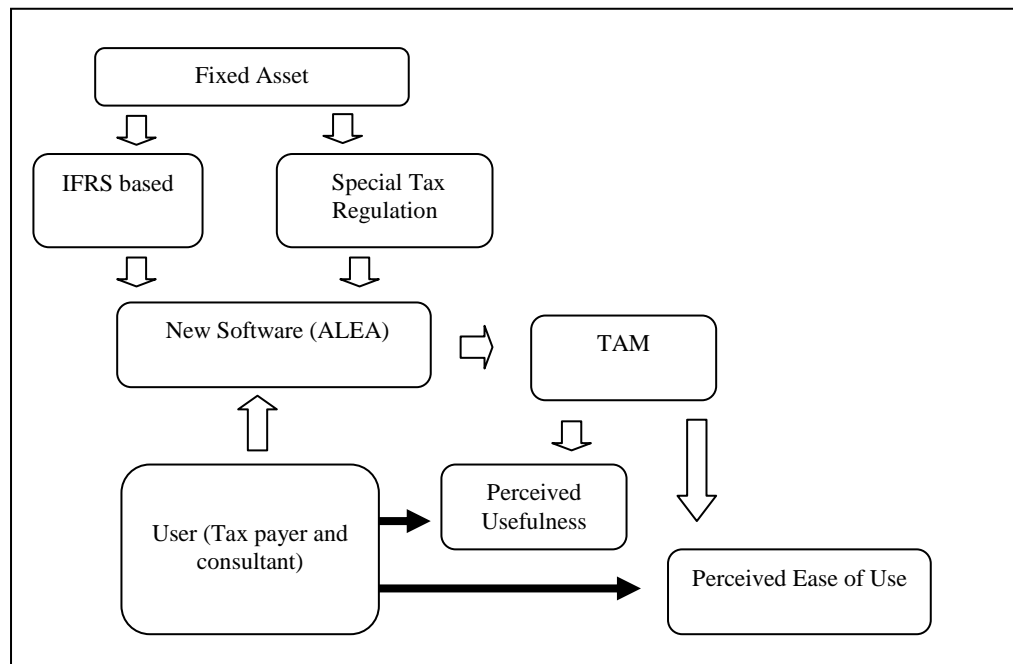 Fixed Asset
IFRS based
Special Tax
Regulation
New Software (ALEA)
TAM
Perceived
Usefulness
User (Tax payer and
consultant)
Perceived Ease of Use